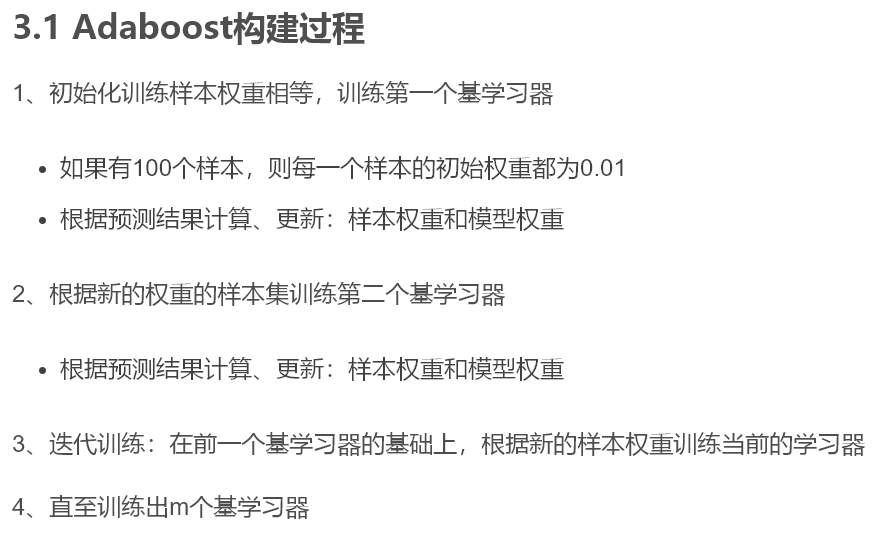 3.1 Adaboost构建过程
1、初始化训练样本权重相等，训练第一个基学习器
• 如果有100个样本，则每一个样本的初始权重都为0.01
• 根据预测结果计算、更新：样本权重和模型权重
2、根据新的权重的样本集训练第二个基学习器
• 根据预测结果计算、更新：样本权重和模型权重
3、迭代训练：在前一个基学习器的基础上，根据新的样本权重训练当前的学习器
4、直至训练出m个基学习器